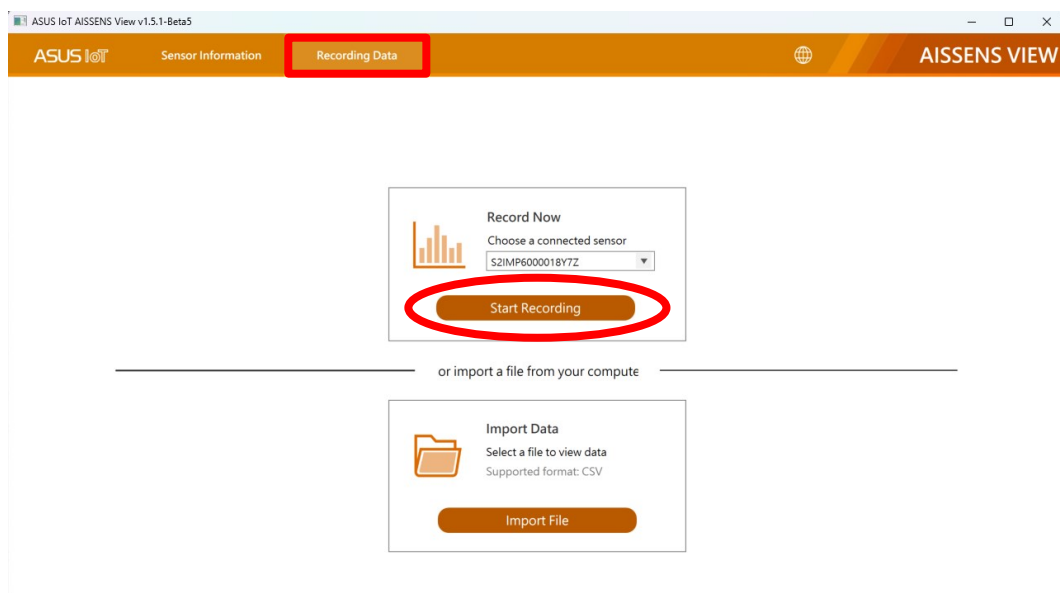 ASUS IoT AISSENS View v1.5.1-Beta5
ASUS IoT Sensor Information Recording Data AISSENS VIEW
Record Now
Choose a connected sensor
S2IMP6000018Y7Z
Start Recording
or import a file from your compute
Import Data
Select a file to view data
Supported format: CSV
Import File